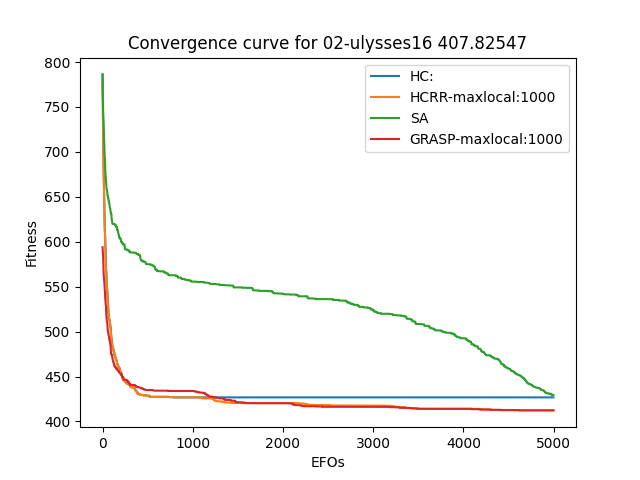 Convergence curve for 02-ulysses16 407.82547
HC:
HCRR-maxlocal:1000
SA
GRASP-maxlocal:1000
Fitness
800
750
700
650
600
550
500
450
400
0 1000 2000 3000 4000 5000
EFOs